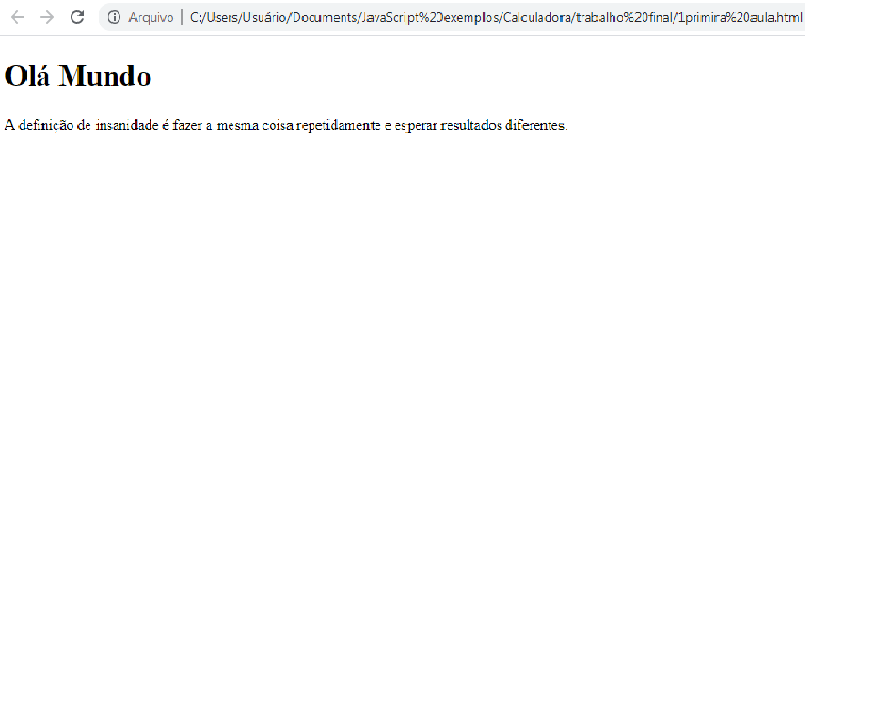 Arquivo | C:/Users/Usuário/Documents/JavaScript%20exemplos/Calculadora/trabalho%20final/1primira%20aula.html
Olá Mundo
A definição de insanidade é fazer a mesma coisa repetidamente e esperar resultados diferentes.